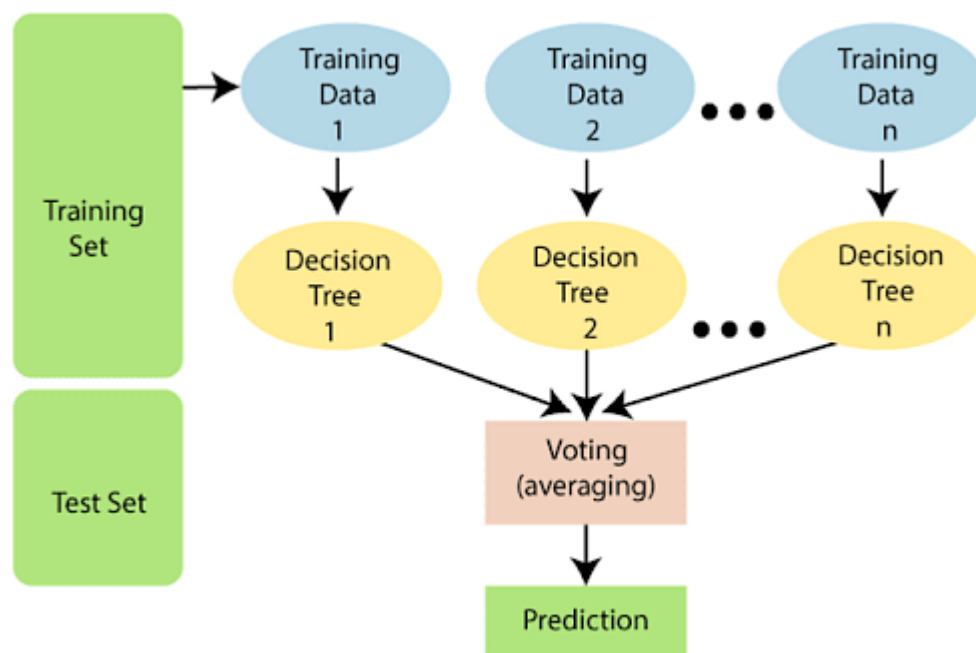 Training
Set
Test Set
Training
Data
1
Training
Data
2
Training
Data
n
Decision
Tree
1
Decision
Tree
2
Decision
Tree
n
Voting
(averaging)
Prediction